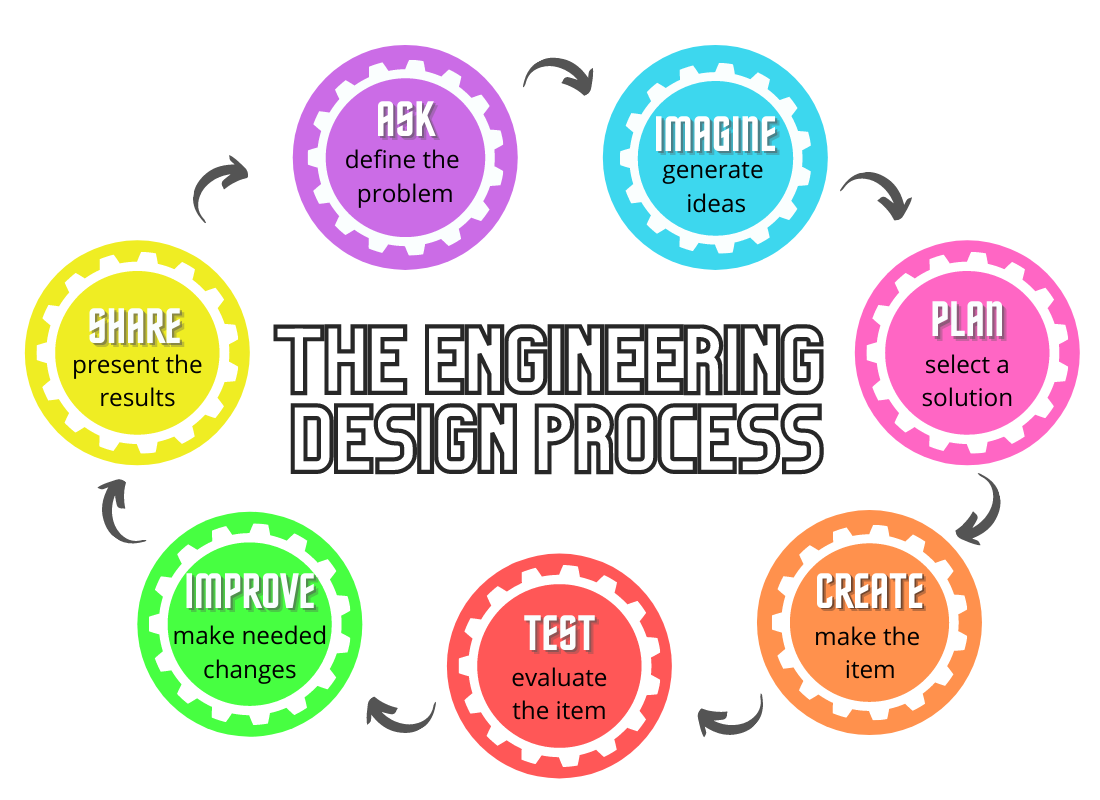 ASK
define the
problem
IMAGINE
generate
ideas
PLAN
select a
solution
CREATE
make the
item
TEST
evaluate
the item
IMPROVE
make needed
changes
SHARE
present the
results
THE ENGINEERING
DESIGN PROCESS